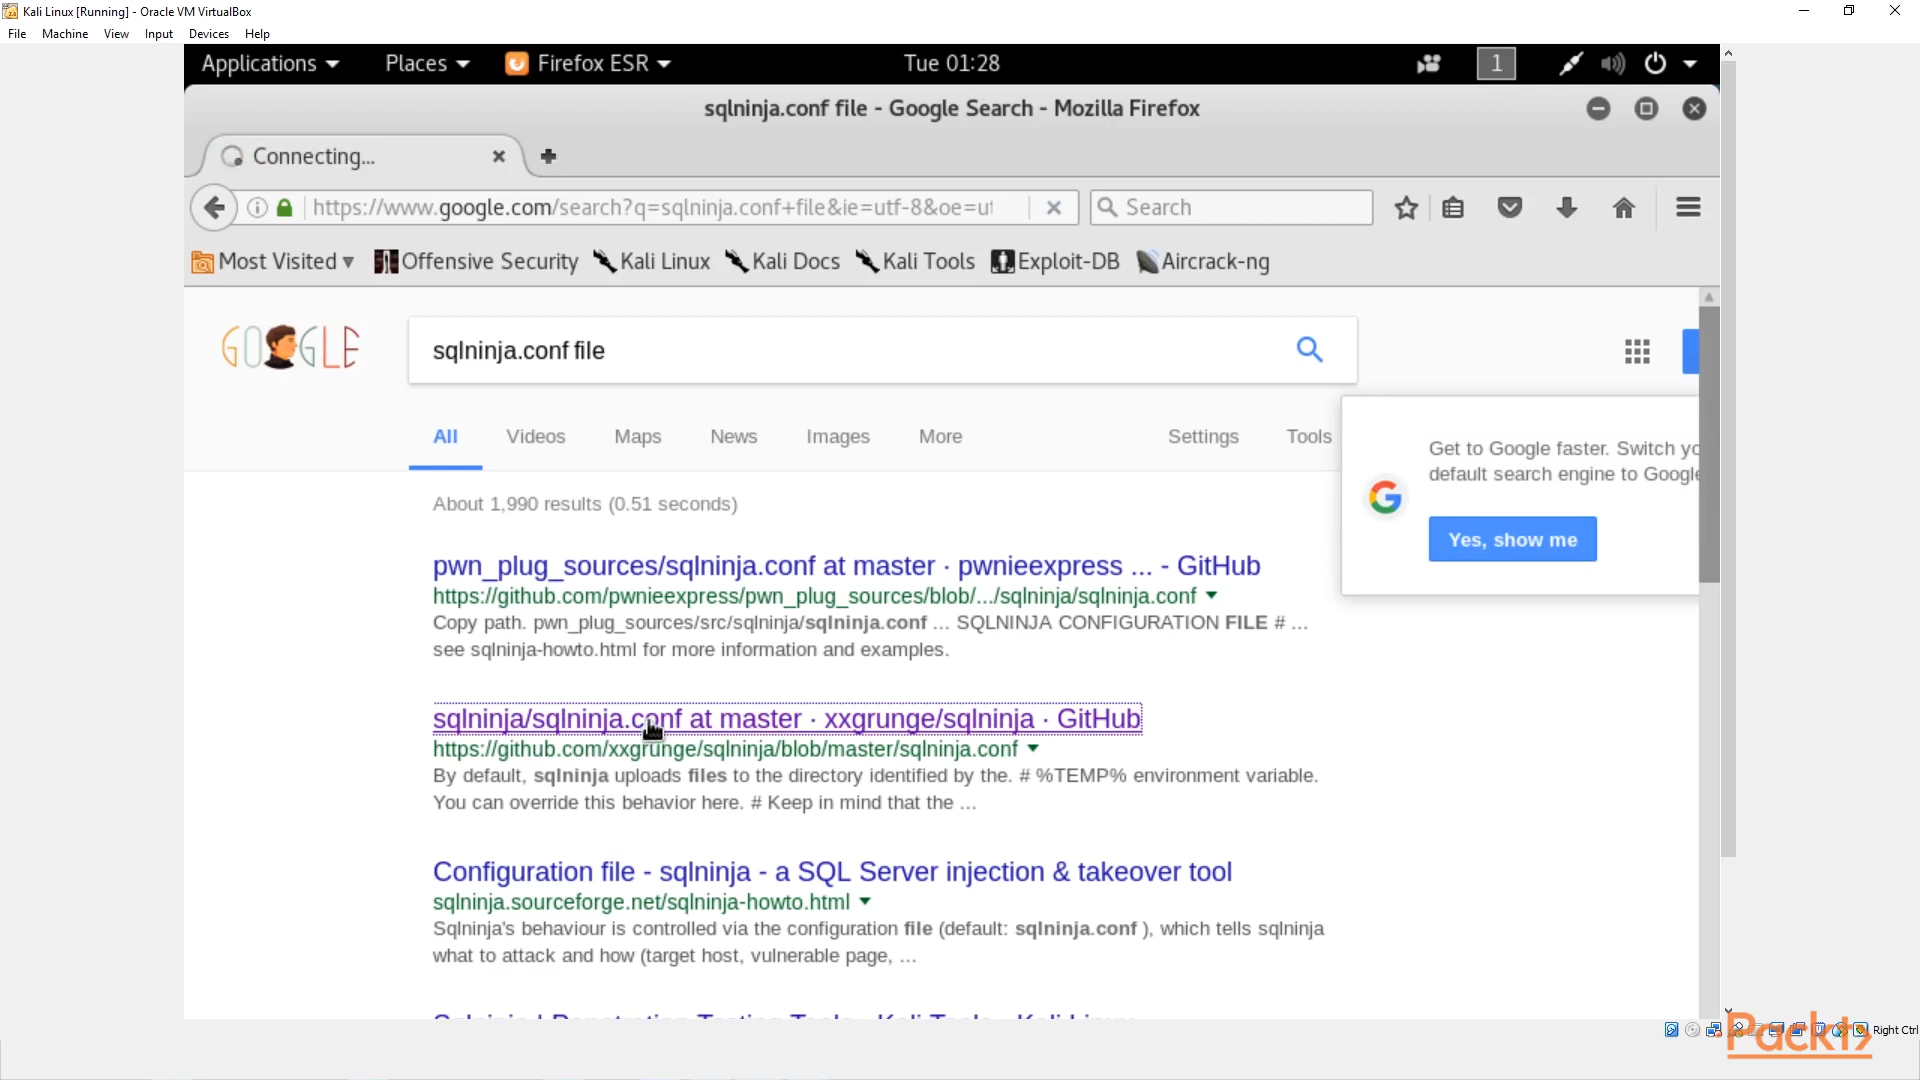 Kali Linux [Running] - Oracle VM VirtualBox
File Machine View Input Devices Help
Applications Places Firefox ESR Tue 01:28 1
sqlninja.conf file - Google Search - Mozilla Firefox
Connecting...
https://www.google.com/search?q=sqlninja.conf+file&ie=utf-8&oe=ut Search
Most Visited Offensive Security Kali Linux Kali Docs Kali Tools Exploit-DB Aircrack-ng
GOOGLE sqlninja.conf file
All Videos Maps News Images More Settings Tools
Get to Google faster. Switch yo
default search engine to Google
Yes, show me
About 1,990 results (0.51 seconds)
pwn_plug_sources/sqlninja.conf at master · pwnieexpress ... - GitHub
https://github.com/pwnieexpress/pwn_plug_sources/blob/.../sqlninja/sqlninja.conf
Copy path. pwn_plug_sources/src/sqlninja/sqlninja.conf ... SQLNINJA CONFIGURATION FILE # ...
see sqlninja-howto.html for more information and examples.
sqlninja/sqlninja.conf at master · xxgrunge/sqlninja · GitHub
https://github.com/xxgrunge/sqlninja/blob/master/sqlninja.conf
By default, sqlninja uploads files to the directory identified by the. # %TEMP% environment variable.
You can override this behavior here. # Keep in mind that the ...
Configuration file - sqlninja - a SQL Server injection & takeover tool
sqlninja.sourceforge.net/sqlninja-howto.html
Sqlninja's behaviour is controlled via the configuration file (default: sqlninja.conf ), which tells sqlninja
what to attack and how (target host, vulnerable page, ...
Right Ctrl
Packt>